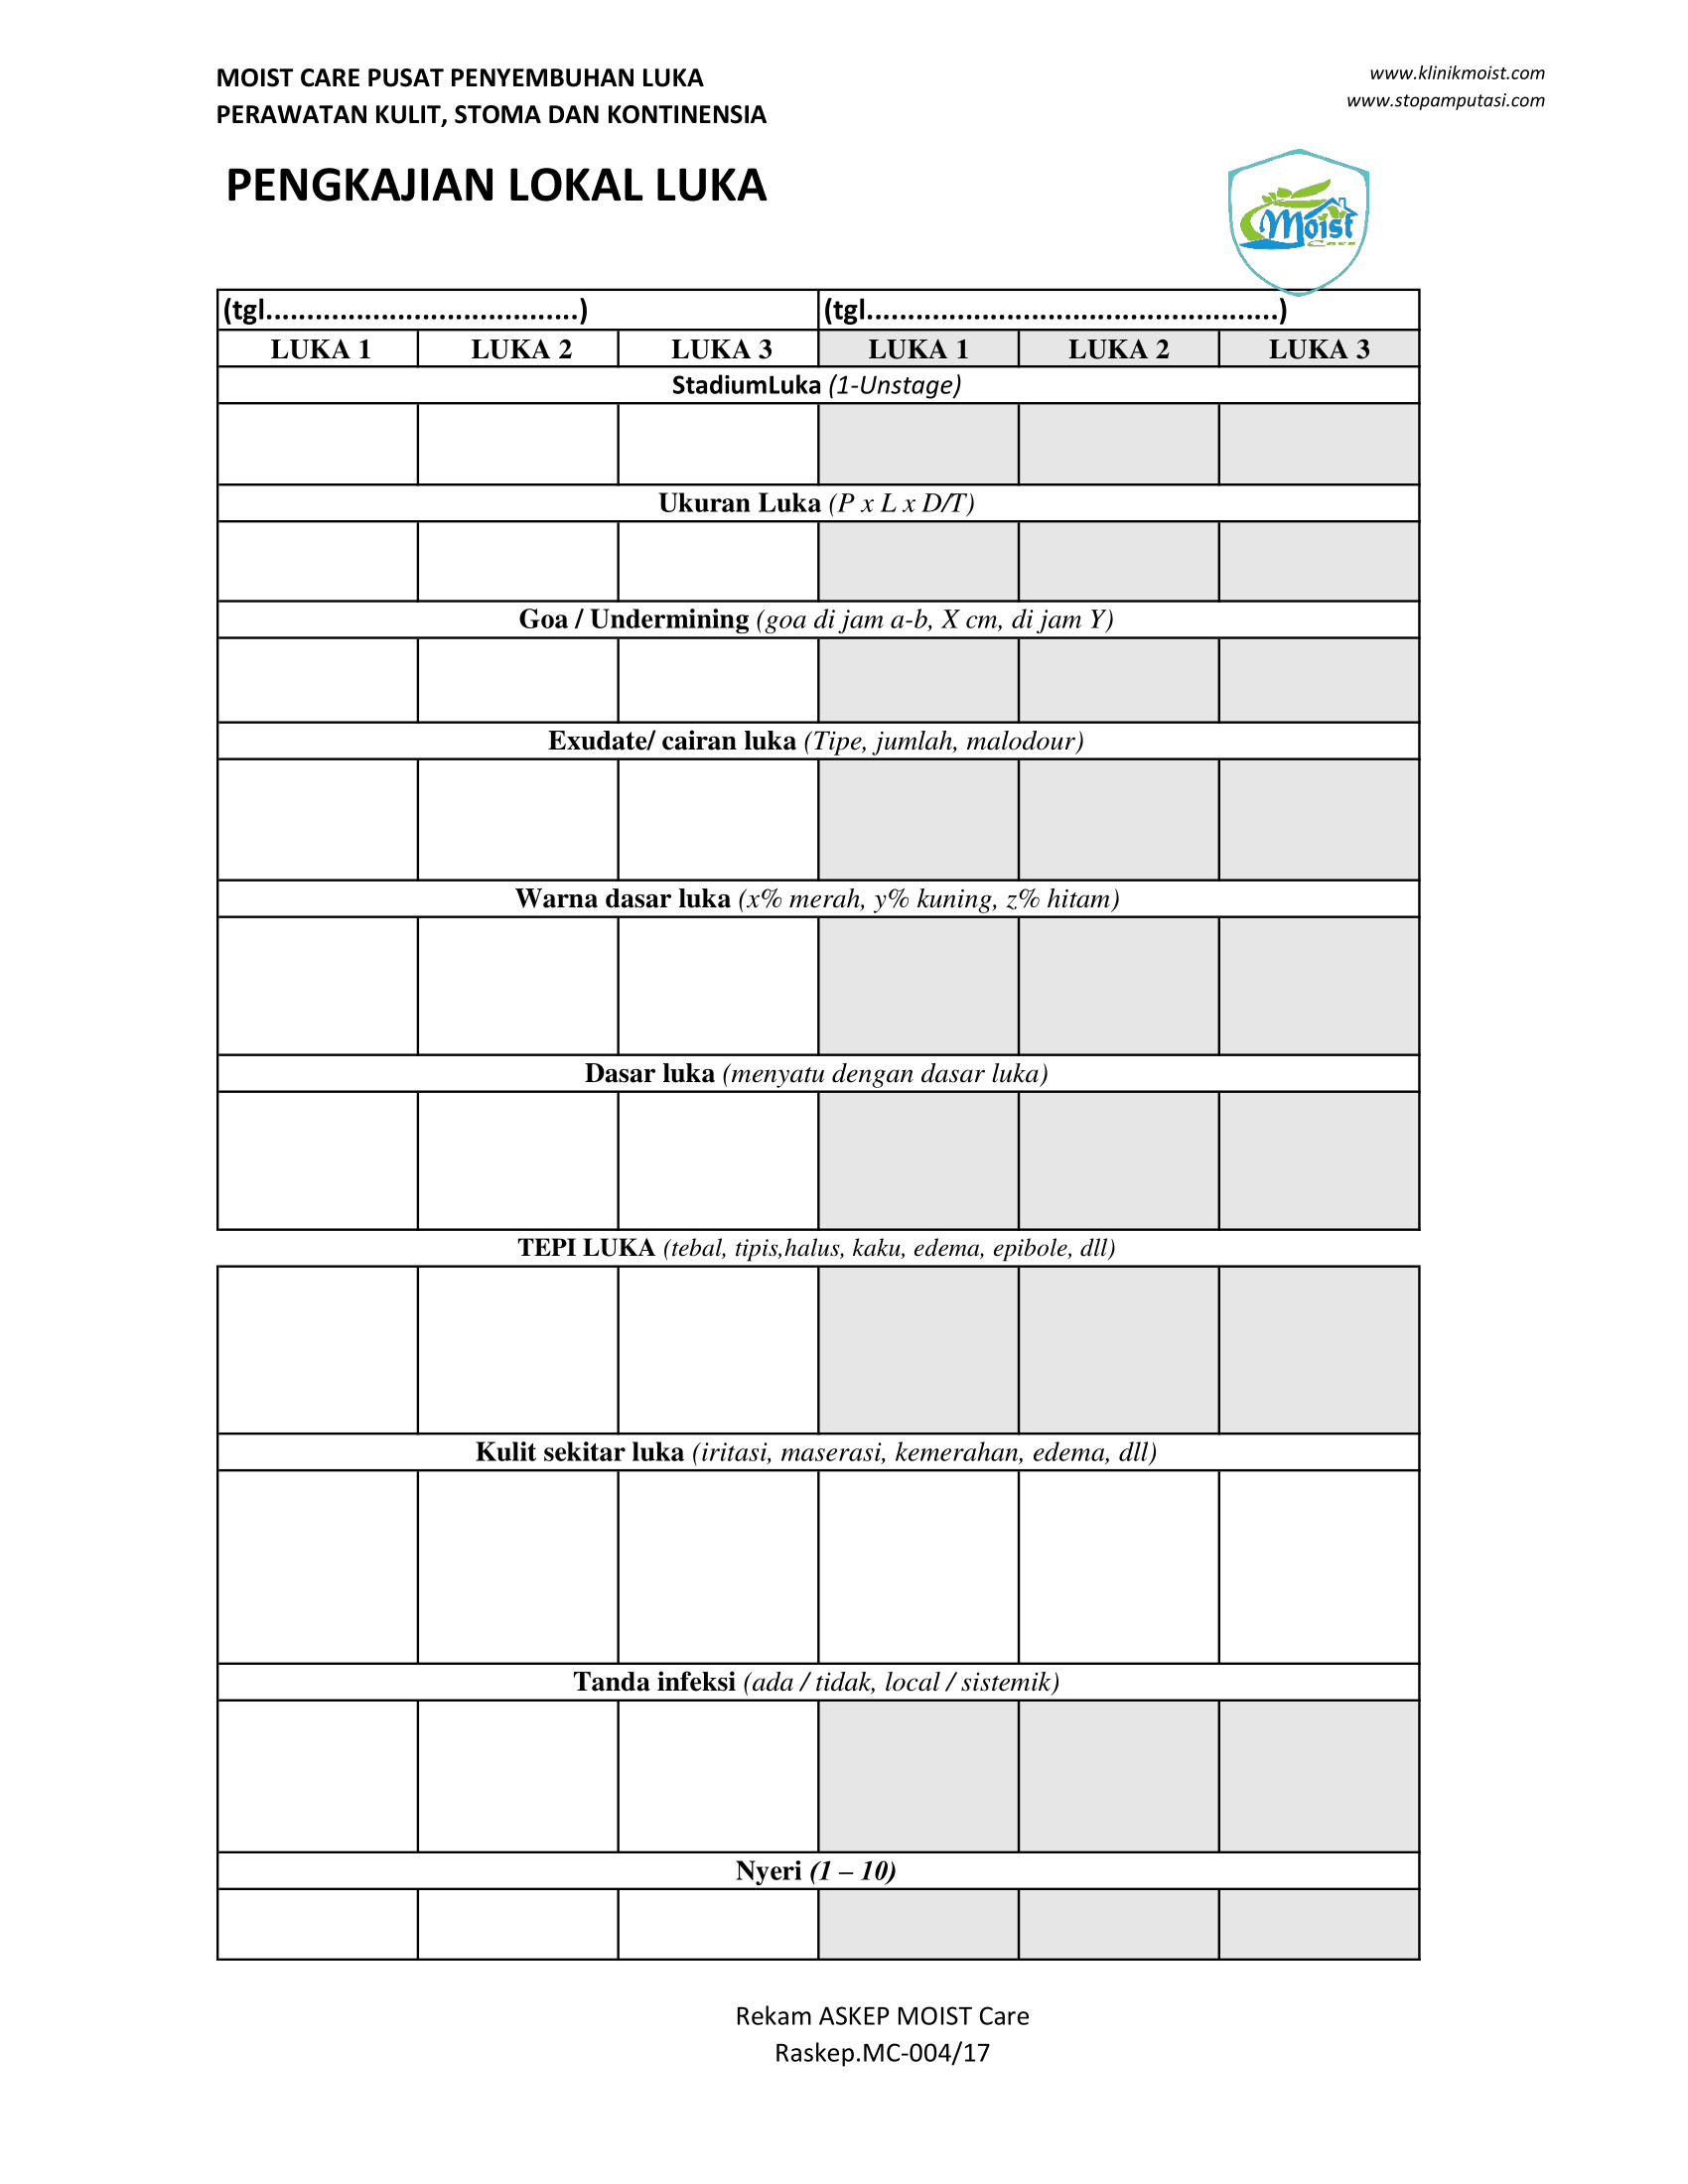 MOIST CARE PUSAT PENYEMBUHAN LUKA
PERAWATAN KULIT, STOMA DAN KONTINENSIA
www.klinikmoist.com
www.stopamputasi.com
PENGKAJIAN LOKAL LUKA
Moist
Care
(tgl......................................) (tgl..................................................)
LUKA 1 LUKA 2 LUKA 3 LUKA 1 LUKA 2 LUKA 3
StadiumLuka (1-Unstage)
Ukuran Luka (P x L x D/T)
Goa / Undermining (goa di jam a-b, X cm, di jam Y)
Exudate/ cairan luka (Tipe, jumlah, malodour)
Warna dasar luka (x% merah, y% kuning, z% hitam)
Dasar luka (menyatu dengan dasar luka)
TEPI LUKA (tebal, tipis,halus, kaku, edema, epibole, dll)
Kulit sekitar luka (iritasi, maserasi, kemerahan, edema, dll)
Tanda infeksi (ada / tidak, local / sistemik)
Nyeri (1 – 10)
Rekam ASKEP MOIST Care
Raskep.MC-004/17